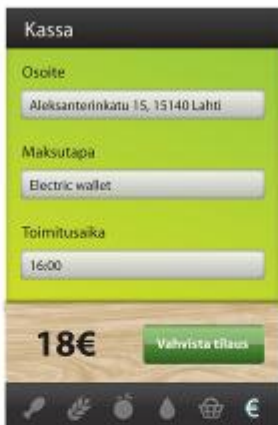 Kassa
Osoite
Aleksanterinkatu 15, 15140 Lahti
Maksutapa
Electric wallet
Toimitusaika
16:00
18€
Vahvista tilaus
€